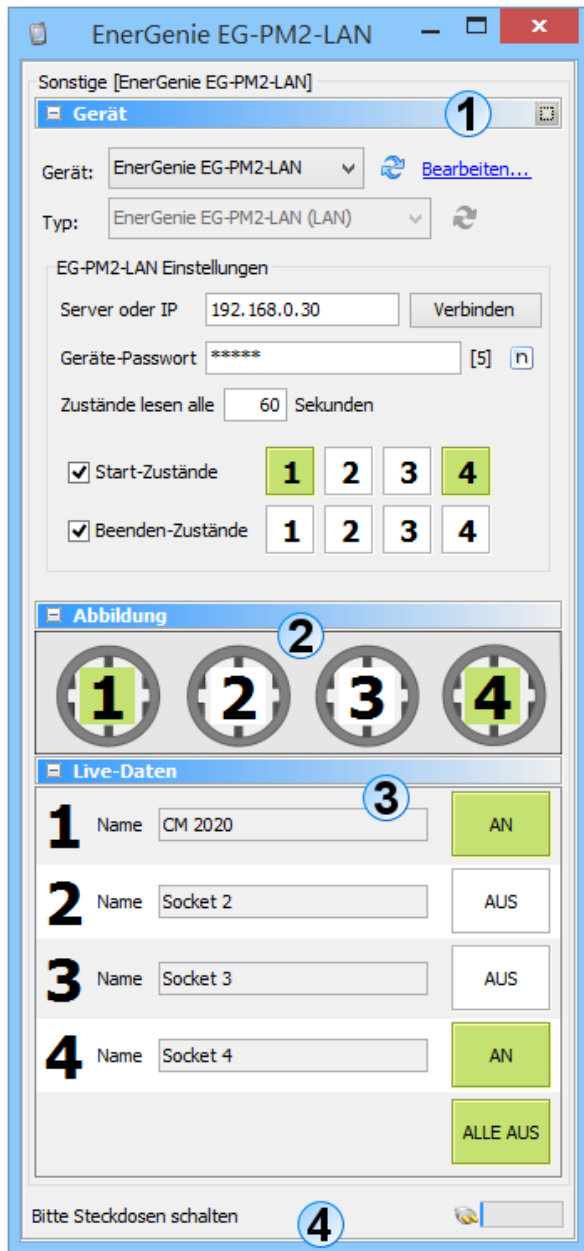 EnerGenie EG-PM2-LAN
Sonstige [EnerGenie EG-PM2-LAN]
Gerät 1
Gerät: EnerGenie EG-PM2-LAN Bearbeiten...
Typ: EnerGenie EG-PM2-LAN (LAN)
EG-PM2-LAN Einstellungen
Server oder IP 192.168.0.30 Verbinden
Geräte-Passwort ***** [5] n
Zustände lesen alle 60 Sekunden
Start-Zustände 1 2 3 4
Beenden-Zustände 1 2 3 4
Abbildung 2
1 2 3 4
Live-Daten 3
1 Name CM 2020 AN
2 Name Socket 2 AUS
3 Name Socket 3 AUS
4 Name Socket 4 AN
ALLE AUS
Bitte Steckdosen schalten 4